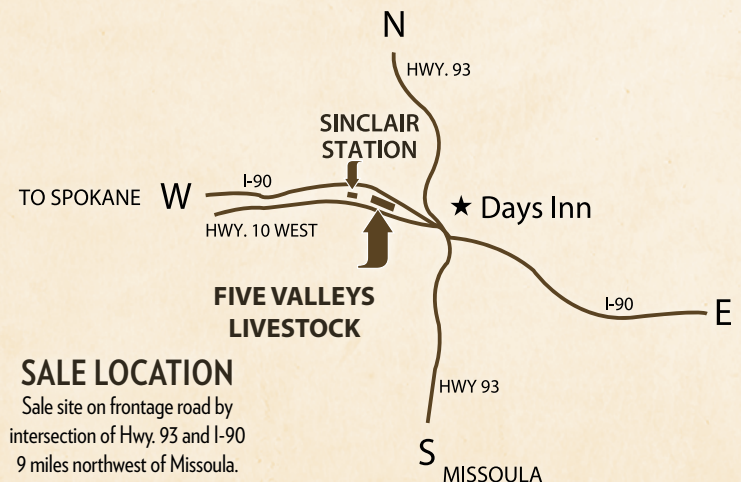 N
HWY. 93
SINCLAIR
STATION
I-90
TO SPOKANE W
★ Days Inn
HWY. 10 WEST
FIVE VALLEYS
LIVESTOCK
I-90
E
SALE LOCATION
Sale site on frontage road by
intersection of Hwy. 93 and I-90
9 miles northwest of Missoula.
HWY 93
S
MISSOULA